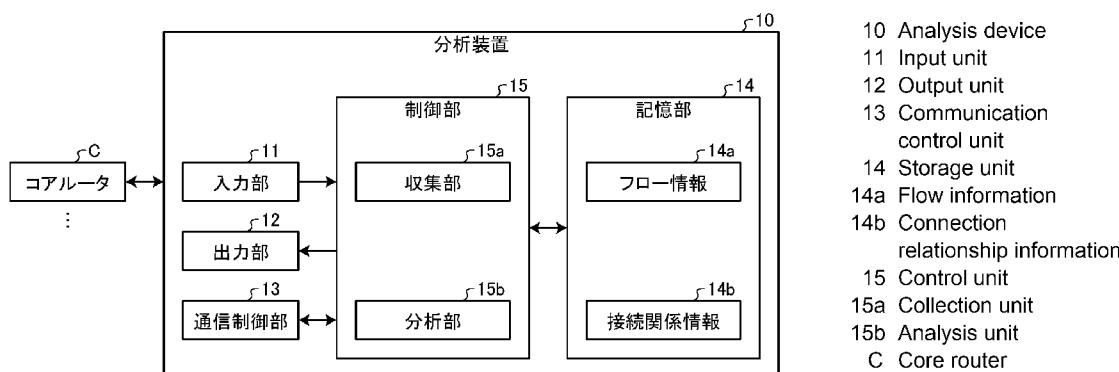 10
分析装置
15
制御部
14
記憶部
C
コアルータ
⋮
11
入力部
15a
収集部
14a
フロー情報
12
出力部
13
通信制御部
15b
分析部
14b
接続関係情報
10 Analysis device
11 Input unit
12 Output unit
13 Communication
control unit
14 Storage unit
14a Flow information
14b Connection
relationship information
15 Control unit
15a Collection unit
15b Analysis unit
C Core router